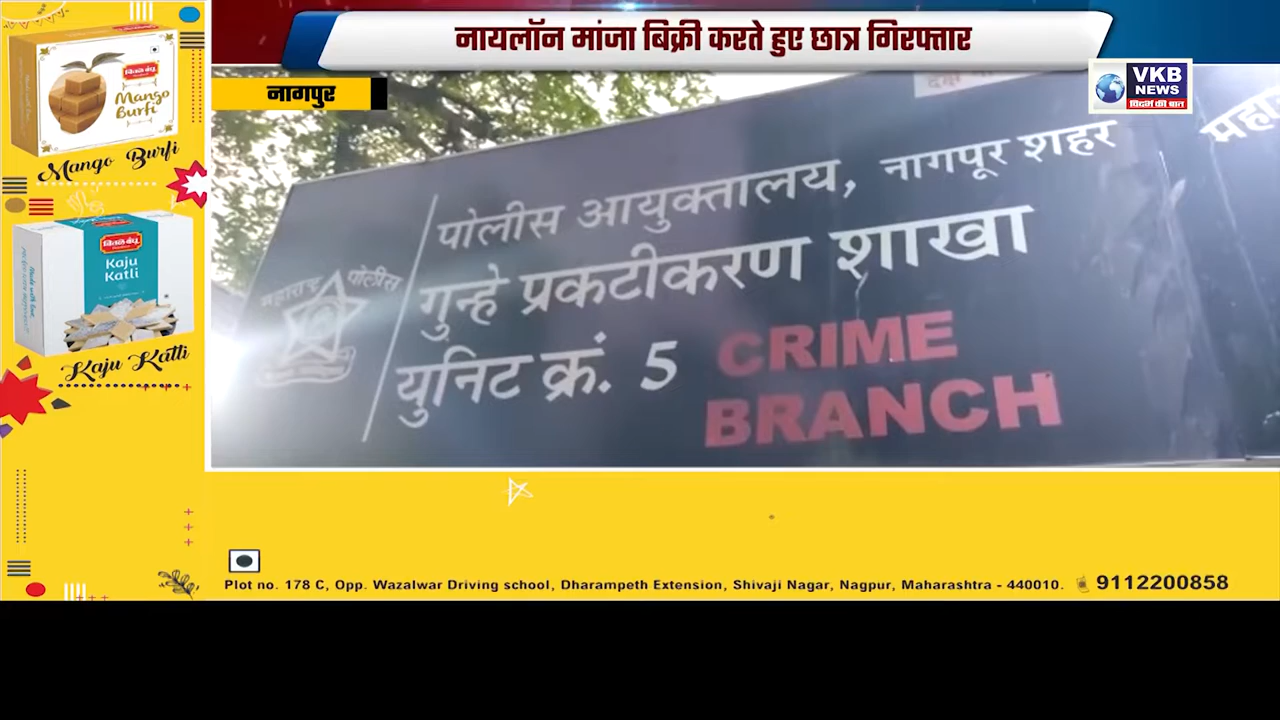 नायलॉन मांजा बिक्री करते हुए छात्र गिरफ्तार
नागपुर
VKB
NEWS
विदर्भ की बात
पोलीस आयुक्तालय, नागपूर शहर
गुन्हे प्रकटीकरण शाखा
युनिट क्रं. 5 CRIME
BRANCH
महाराष्ट्र पोलीस
Mango
Burfi
Mango Burfi
चितळे बंधू
Kaju
Katli
Kaju Katli
Plot no. 178 C, Opp. Wazalwar Driving school, Dharampeth Extension, Shivaji Nagar, Nagpur, Maharashtra - 440010. 9112200858